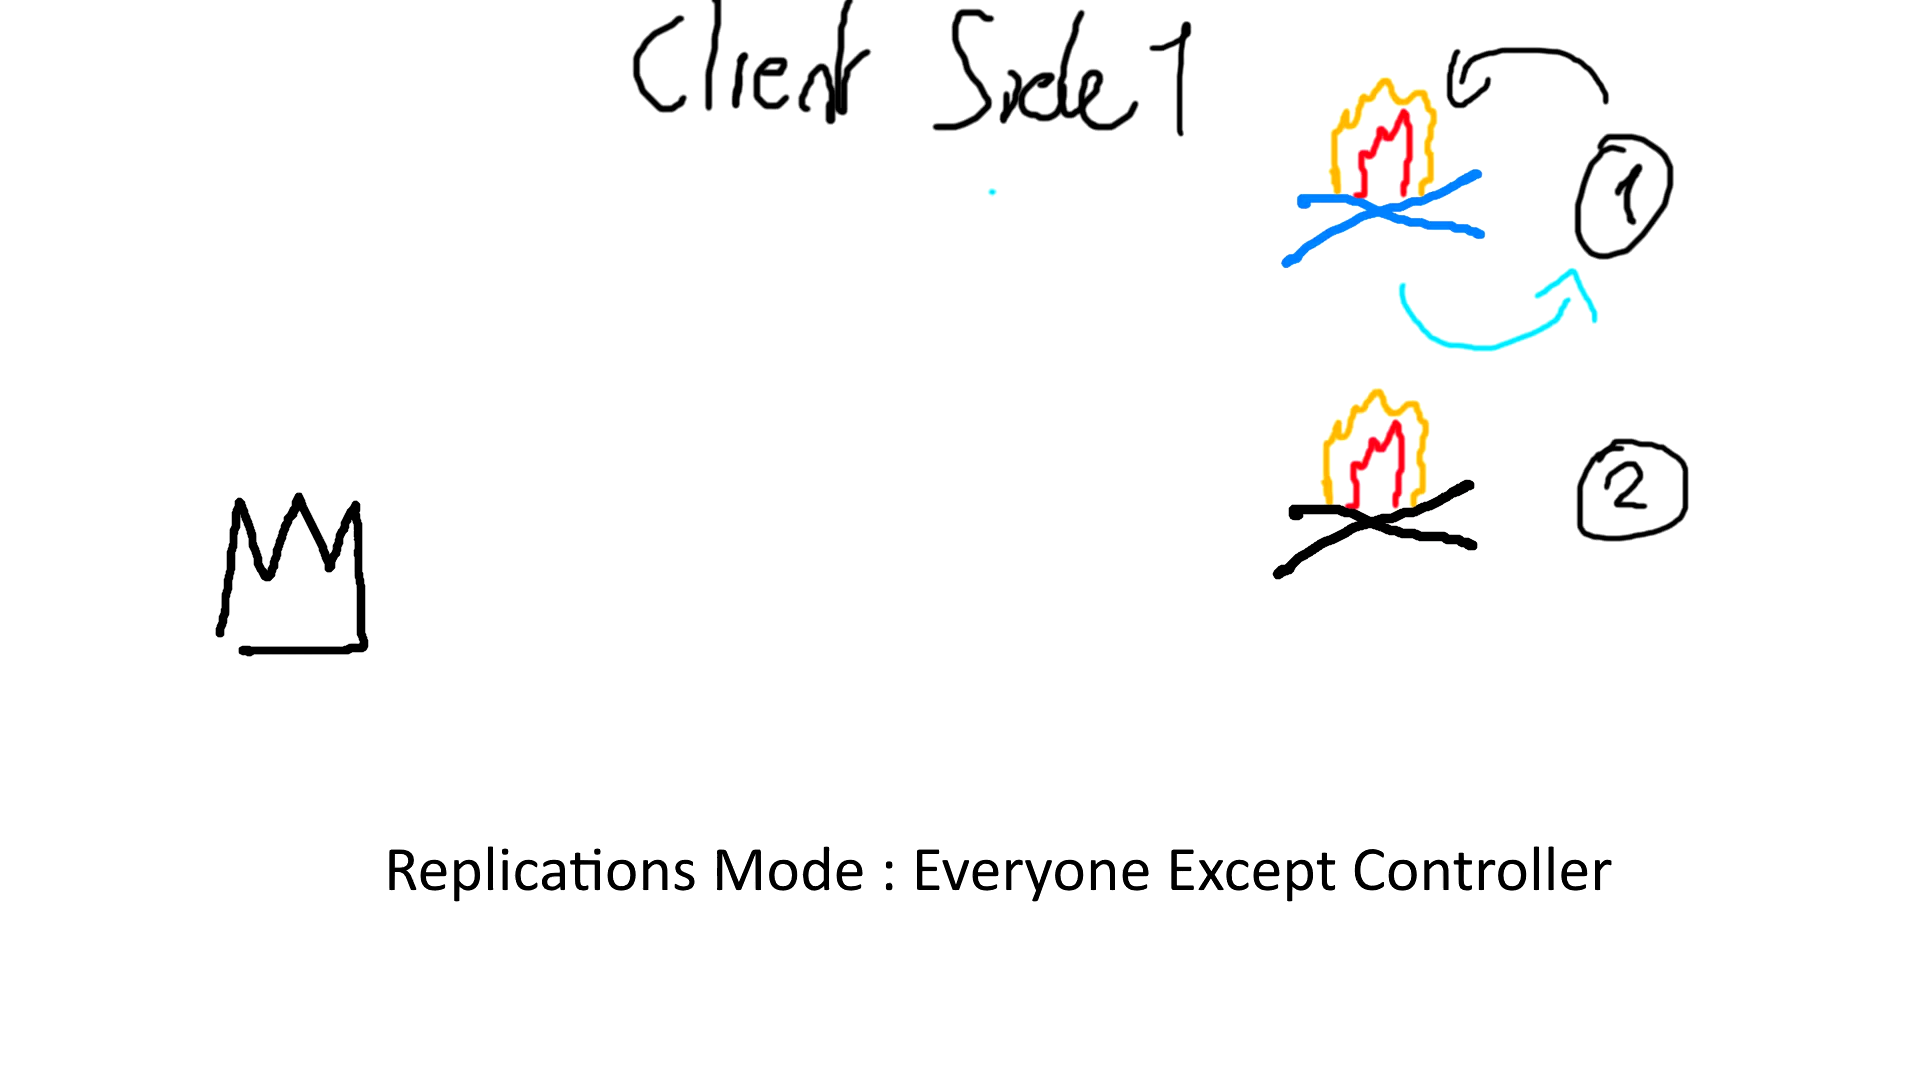 Client Side 1
1
2
Replications Mode : Everyone Except Controller